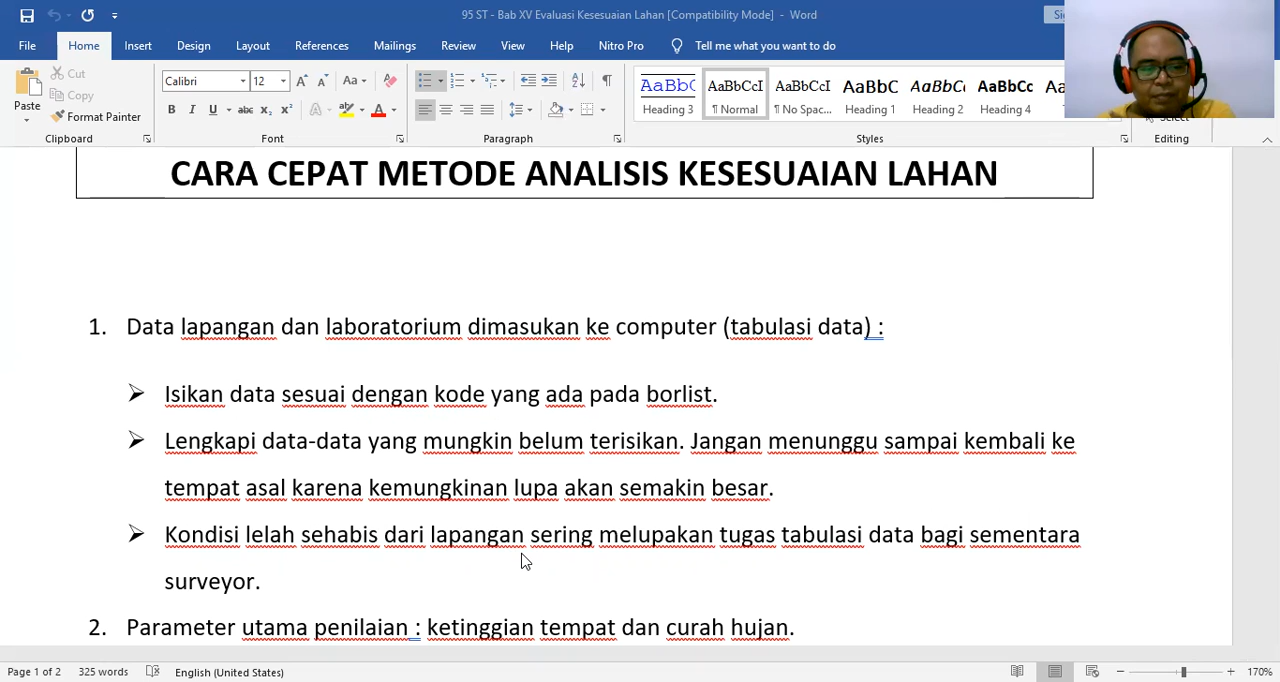 95 ST - Bab XV Evaluasi Kesesuaian Lahan [Compatibility Mode] - Word
File Home Insert Design Layout References Mailings Review View Help Nitro Pro Tell me what you want to do
Cut
Copy
Paste
Format Painter
Clipboard
Calibri 12
Font
Paragraph
AaBbC AaBbCcI AaBbCcI AaBbC AaBbCc AaBbCc
Heading 3 ¶ Normal ¶ No Spac... Heading 1 Heading 2 Heading 4
Styles
Select
Editing
CARA CEPAT METODE ANALISIS KESESUAIAN LAHAN
1. Data lapangan dan laboratorium dimasukan ke computer (tabulasi data) :
➢ Isikan data sesuai dengan kode yang ada pada borlist.
➢ Lengkapi data-data yang mungkin belum terisikan. Jangan menunggu sampai kembali ke
tempat asal karena kemungkinan lupa akan semakin besar.
➢ Kondisi lelah sehabis dari lapangan sering melupakan tugas tabulasi data bagi sementara
surveyor.
2. Parameter utama penilaian : ketinggian tempat dan curah hujan.
Page 1 of 2 325 words English (United States) 170%